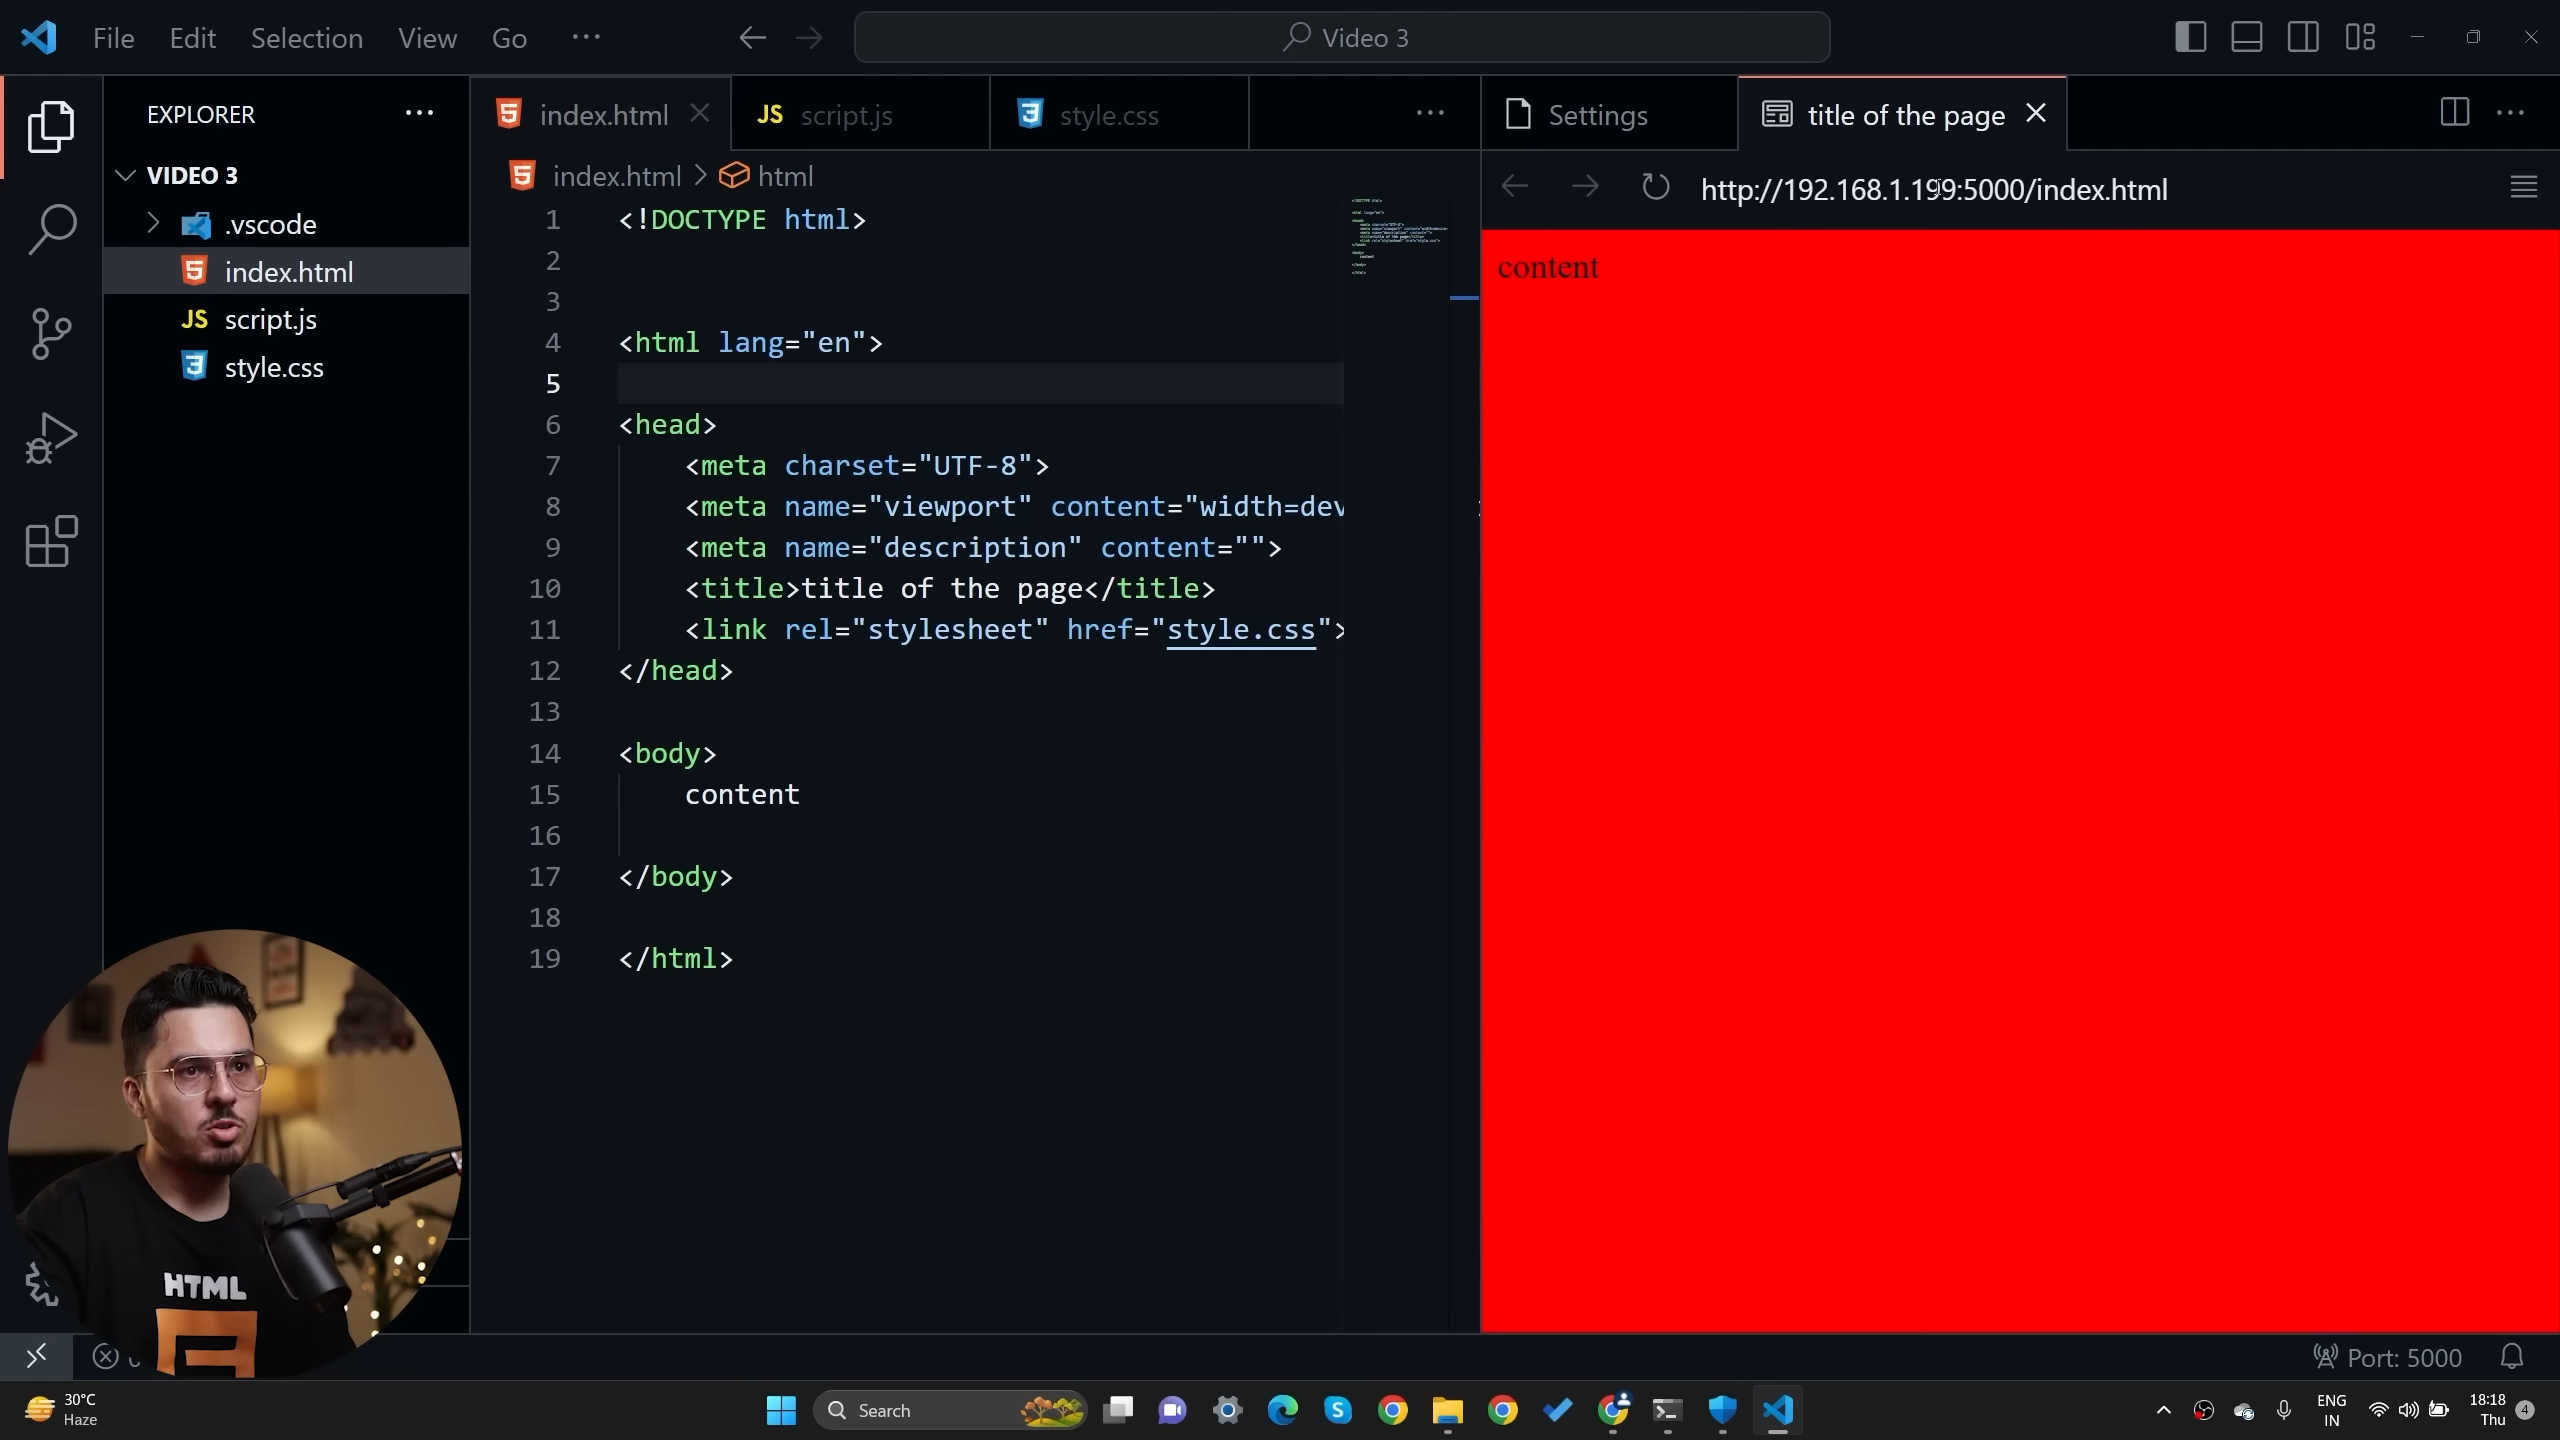 File Edit Selection View Go ··· Video 3
EXPLORER ···
VIDEO 3
.vscode
index.html
JS script.js
style.css
index.html JS script.js style.css ···
index.html > html
1 <!DOCTYPE html>
2
3
4 <html lang="en">
5
6 <head>
7 <meta charset="UTF-8">
8 <meta name="viewport" content="width=dev
9 <meta name="description" content="">
10 <title>title of the page</title>
11 <link rel="stylesheet" href="style.css">
12 </head>
13
14 <body>
15 content
16
17 </body>
18
19 </html>
Settings title of the page ···
http://192.168.1.199:5000/index.html
content
HTML
Port: 5000
30°C
Haze
Search
ENG
IN
18:18
Thu
4